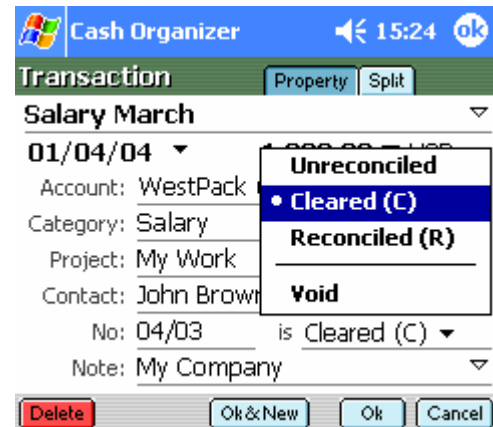 Cash Organizer 15:24 ok
Transaction Property Split
Salary March
01/04/04
Unreconciled
Account: WestPack
Cleared (C)
Category: Salary
Reconciled (R)
Project: My Work
Contact: John Brown
Void
No: 04/03 is Cleared (C)
Note: My Company
Delete Ok&New Ok Cancel